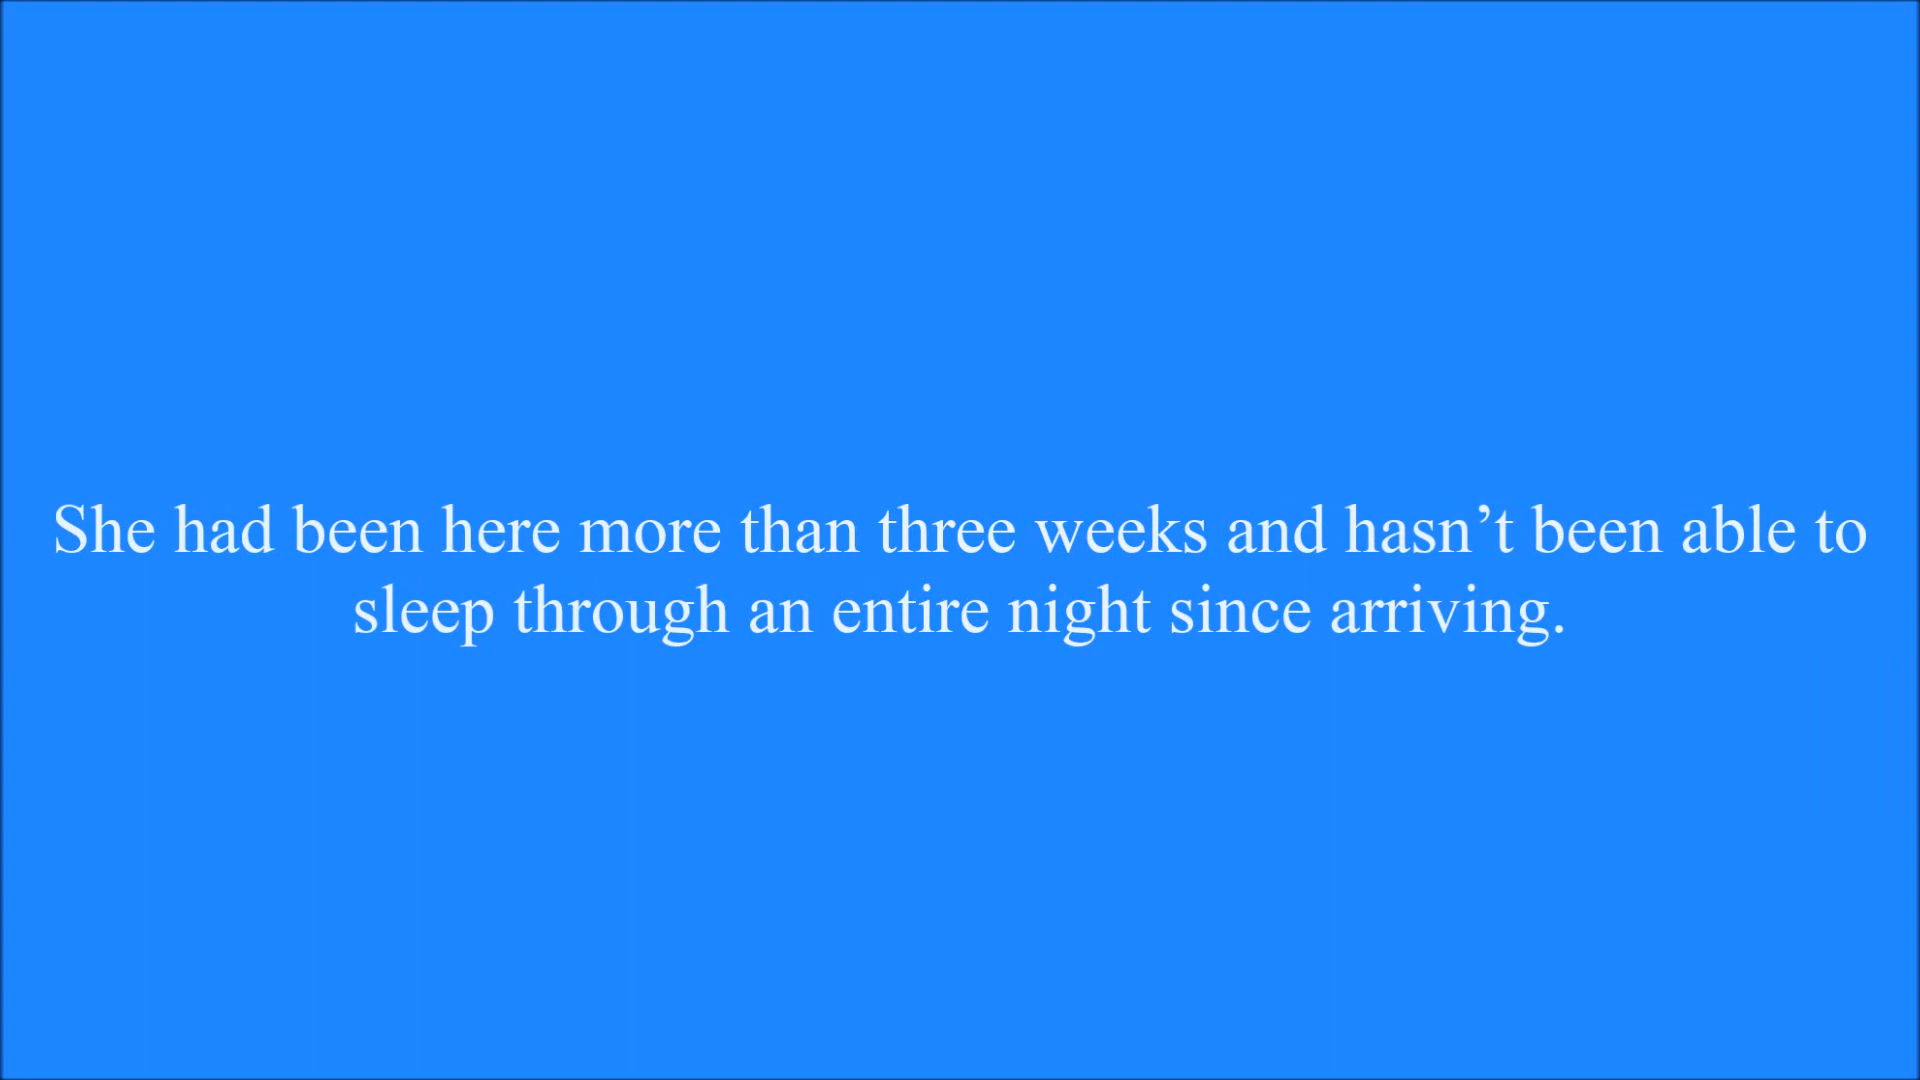 She had been here more than three weeks and hasn’t been able to
sleep through an entire night since arriving.